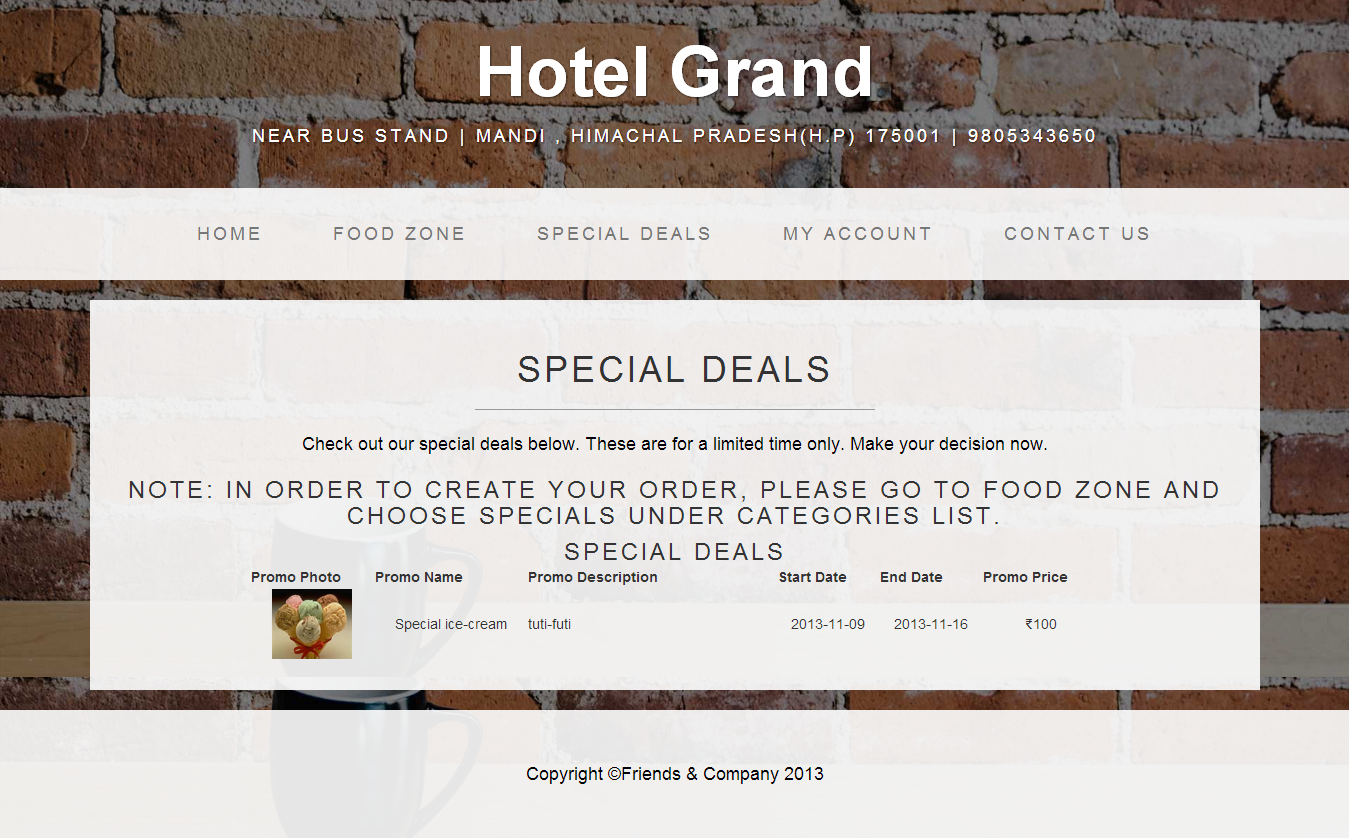 Hotel Grand
NEAR BUS STAND | MANDI , HIMACHAL PRADESH(H.P) 175001 | 9805343650
HOME FOOD ZONE SPECIAL DEALS MY ACCOUNT CONTACT US
SPECIAL DEALS
Check out our special deals below. These are for a limited time only. Make your decision now.
NOTE: IN ORDER TO CREATE YOUR ORDER, PLEASE GO TO FOOD ZONE AND
CHOOSE SPECIALS UNDER CATEGORIES LIST.
SPECIAL DEALS
Promo Photo Promo Name Promo Description Start Date End Date Promo Price
Special ice-cream tuti-futi 2013-11-09 2013-11-16 ₹100
Copyright ©Friends & Company 2013